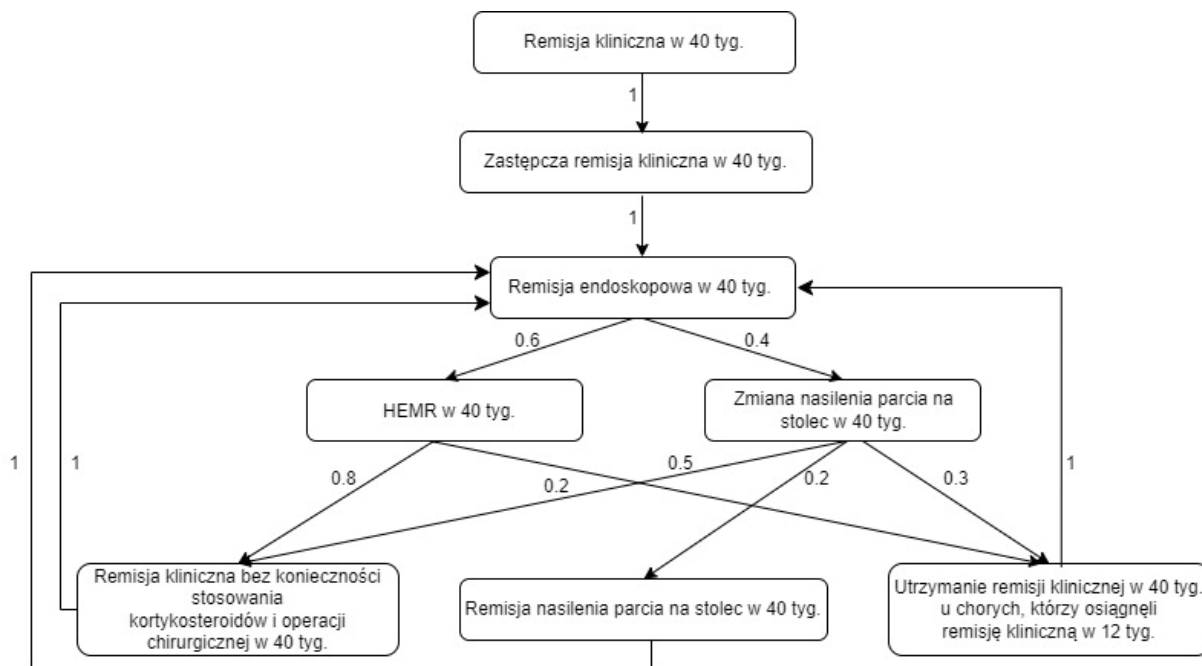 Remisja kliniczna w 40 tyg.
1
Zastępcza remisja kliniczna w 40 tyg.
1
Remisja endoskopowa w 40 tyg.
0.6
0.4
HEMR w 40 tyg.
Zmiana nasilenia parcia na
stolec w 40 tyg.
1
1
0.8
0.2
0.5
0.2
0.3
1
Remisja kliniczna bez konieczności
stosowania
kortykosteroidów i operacji
chirurgicznej w 40 tyg.
Remisja nasilenia parcia na stolec w 40 tyg.
Utrzymanie remisji klinicznej w 40 tyg.
u chorych, którzy osiągnęli
remisję kliniczną w 12 tyg.